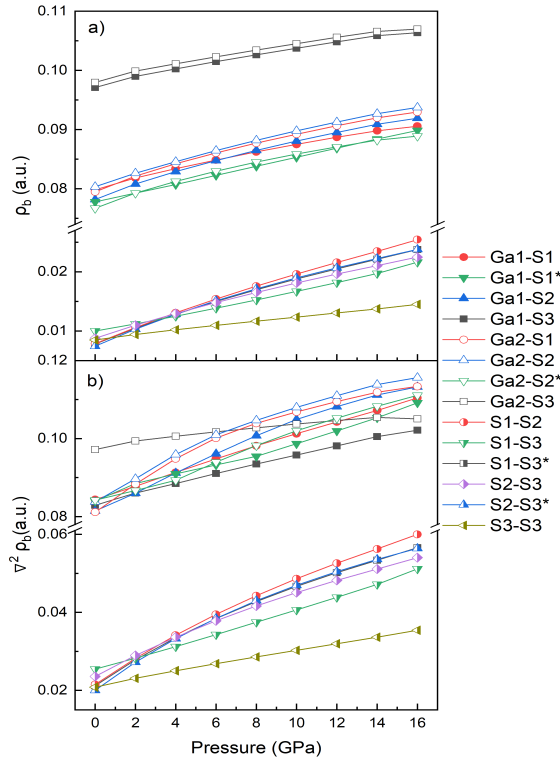 a)
0.11
0.10
0.09
0.08
0.02
0.01
0.12
ρb (a.u.)
b)
0.10
0.08
0.06
0.04
0.02
∇² ρb(a.u.)
0 2 4 6 8 10 12 14 16
Pressure (GPa)
Ga1-S1
Ga1-S1*
Ga1-S2
Ga1-S3
Ga2-S1
Ga2-S2
Ga2-S2*
Ga2-S3
S1-S2
S1-S3
S1-S3*
S2-S3
S2-S3*
S3-S3